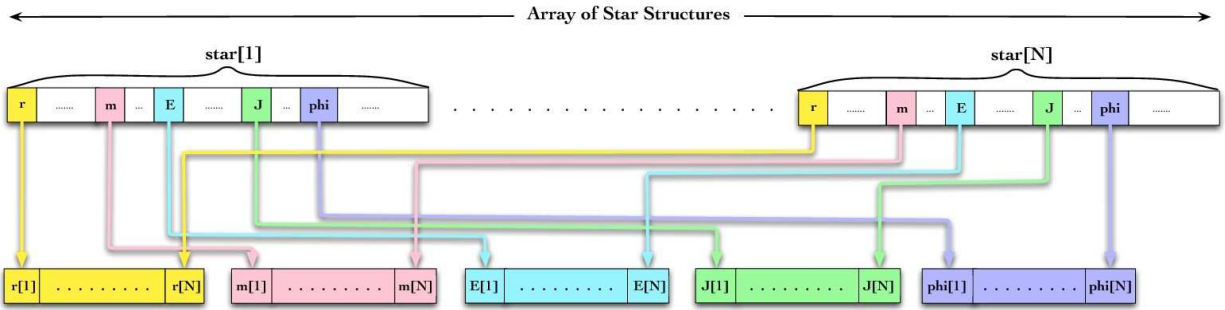 Array of Star Structures
star[1] star[N]
r ....... m ... E ....... J ... phi ....... . . . . . . . . . . . . . . . . . . . . r ....... m ... E ....... J ... phi .......
r[1] . . . . . . . . . r[N] m[1] . . . . . . . . . m[N] E[1] . . . . . . . . . E[N] J[1] . . . . . . . . . J[N] phi[1] . . . . . . . . . phi[N]